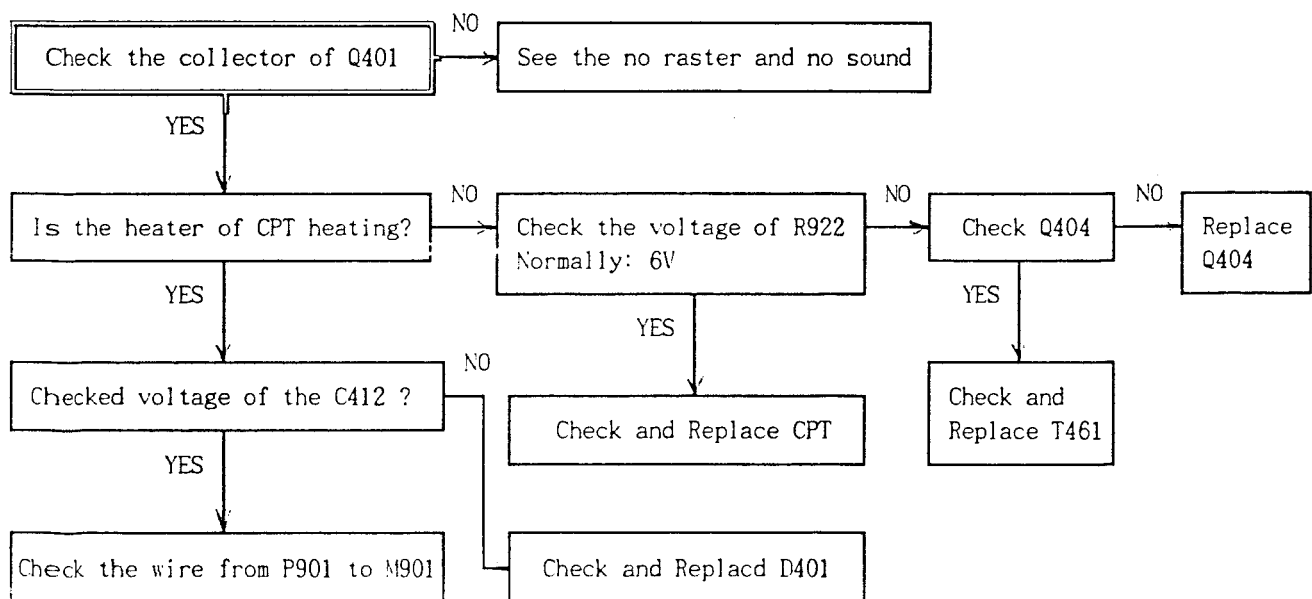 NO
Check the collector of Q401
See the no raster and no sound
YES
NO
NO
NO
Is the heater of CPT heating?
Check the voltage of R922
Normally: 6V
Check Q404
Replace
Q404
YES
YES
YES
NO
Checked voltage of the C412 ?
Check and Replace CPT
Check and
Replace T461
YES
Check the wire from P901 to M901
Check and Replacd D401